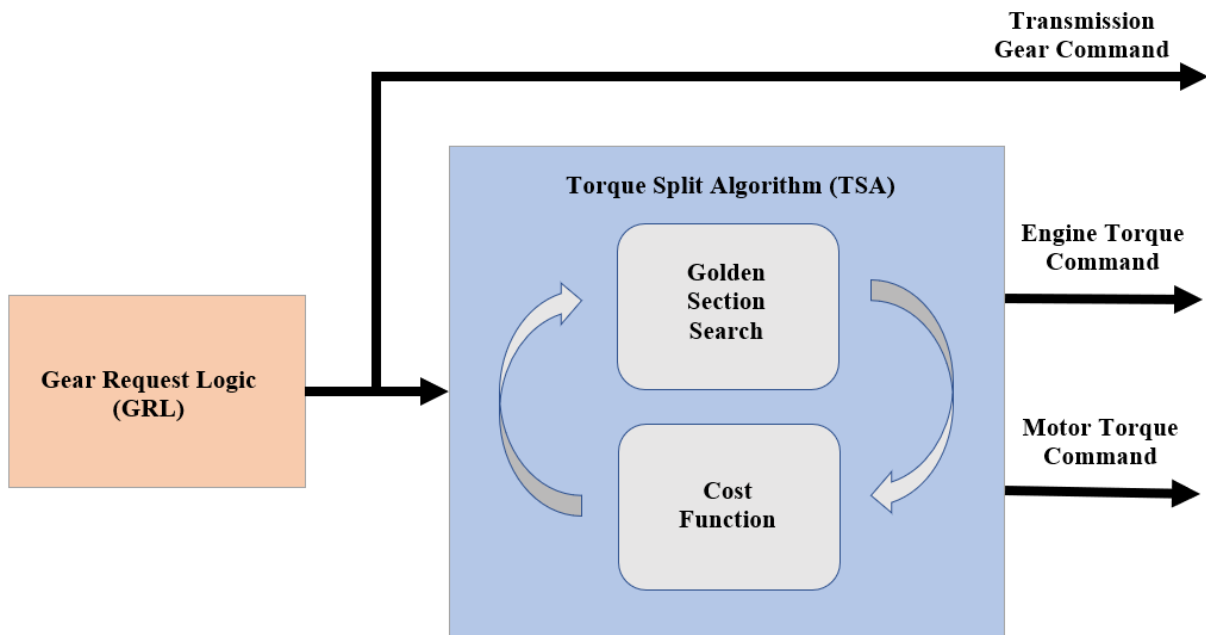 Transmission
Gear Command
Torque Split Algorithm (TSA)
Golden
Section
Search
Engine Torque
Command
Gear Request Logic
(GRL)
Motor Torque
Command
Cost
Function